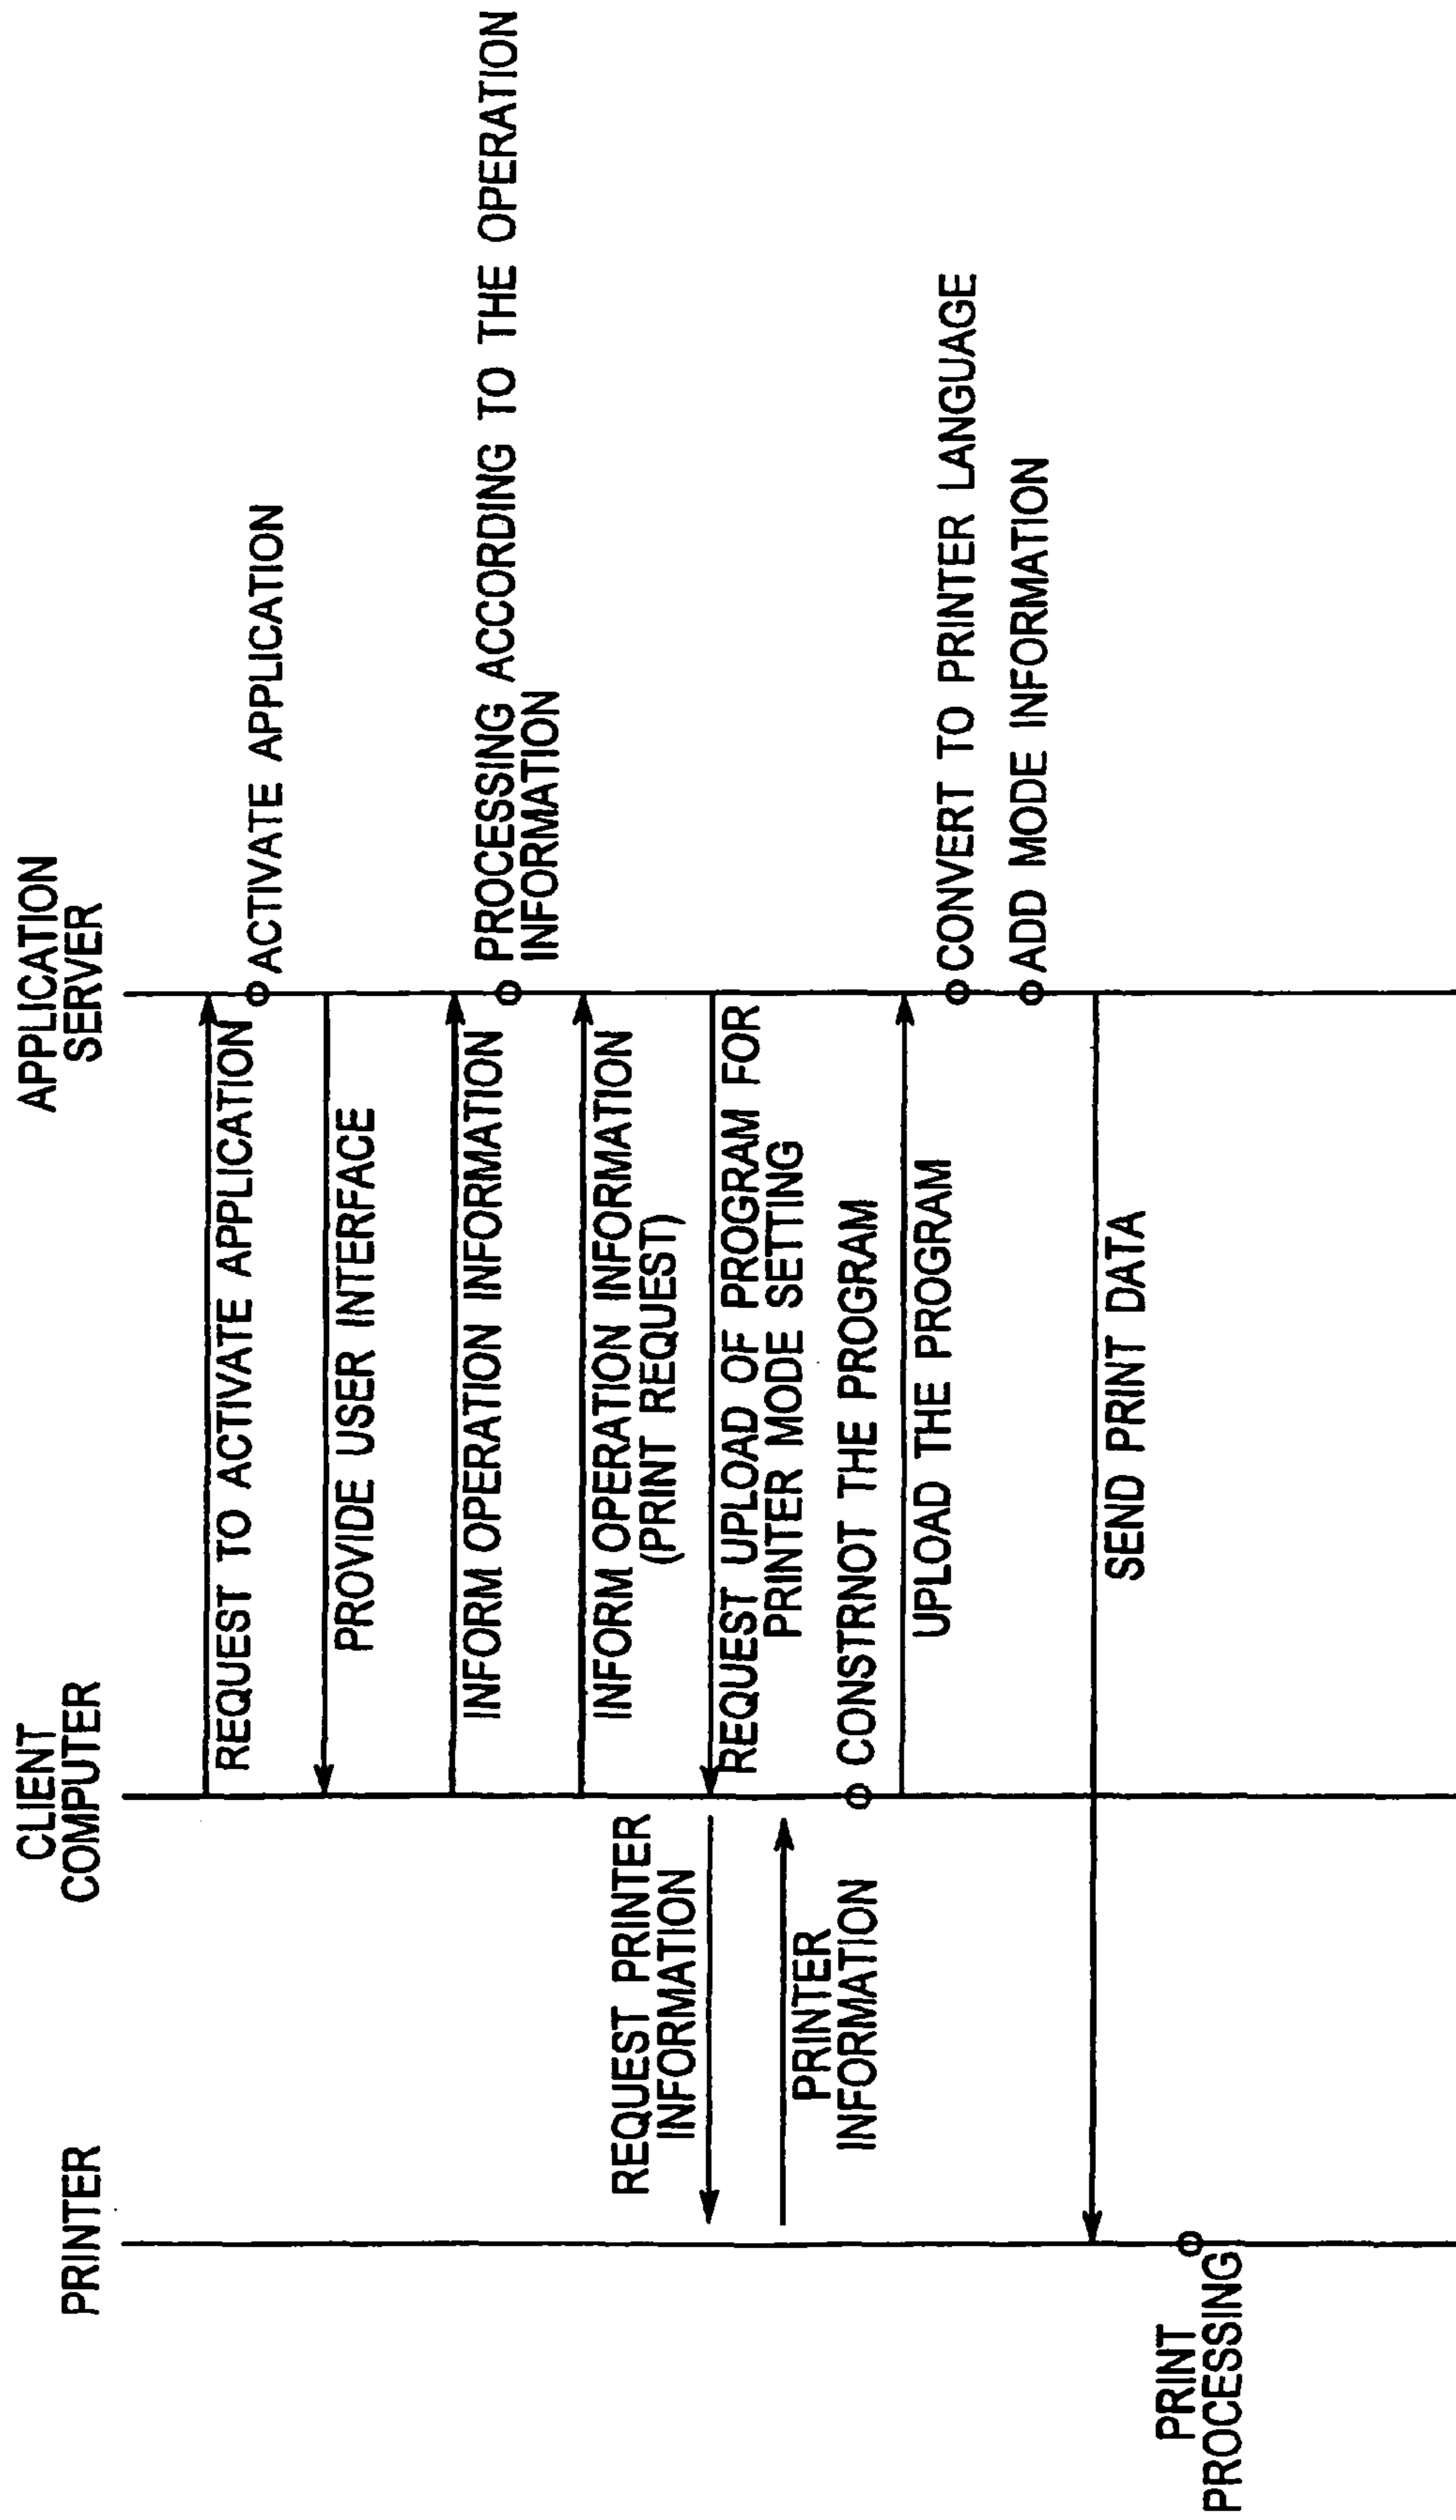 PRINTER
CLIENT
COMPUTER
APPLICATION
SERVER
REQUEST TO ACTIVATE APPLICATION
ACTIVATE APPLICATION
PROVIDE USER INTERFACE
INFORM OPERATION INFORMATION
PROCESSING ACCORDING TO THE OPERATION
INFORMATION
INFORM OPERATION INFORMATION
(PRINT REQUEST)
REQUEST PRINTER
INFORMATION
REQUEST UPLOAD OF PROGRAM FOR
PRINTER MODE SETTING
PRINTER
INFORMATION
CONSTRNOT THE PROGRAM
UPLOAD THE PROGRAM
CONVERT TO PRINTER LANGUAGE
ADD MODE INFORMATION
SEND PRINT DATA
PRINT
PROCESSING